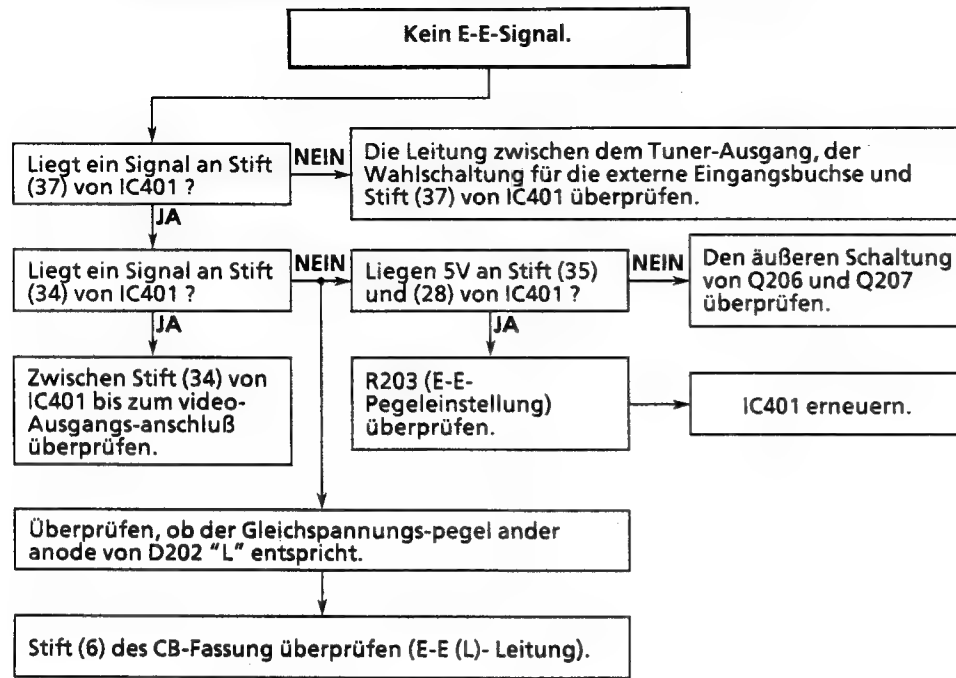 Kein E-E-Signal.
Liegt ein Signal an Stift
(37) von IC401 ?
NEIN
Die Leitung zwischen dem Tuner-Ausgang, der
Wahlschaltung für die externe Eingangsbuchse und
Stift (37) von IC401 überprüfen.
JA
Liegt ein Signal an Stift
(34) von IC401 ?
NEIN
Liegen 5V an Stift (35)
und (28) von IC401 ?
NEIN
Den äußeren Schaltung
von Q206 und Q207
überprüfen.
JA
JA
Zwischen Stift (34) von
IC401 bis zum video-
Ausgangs-anschluß
überprüfen.
R203 (E-E-
Pegeleinstellung)
überprüfen.
IC401 erneuern.
Überprüfen, ob der Gleichspannungs-pegel ander
anode von D202 "L" entspricht.
Stift (6) des CB-Fassung überprüfen (E-E (L)- Leitung).